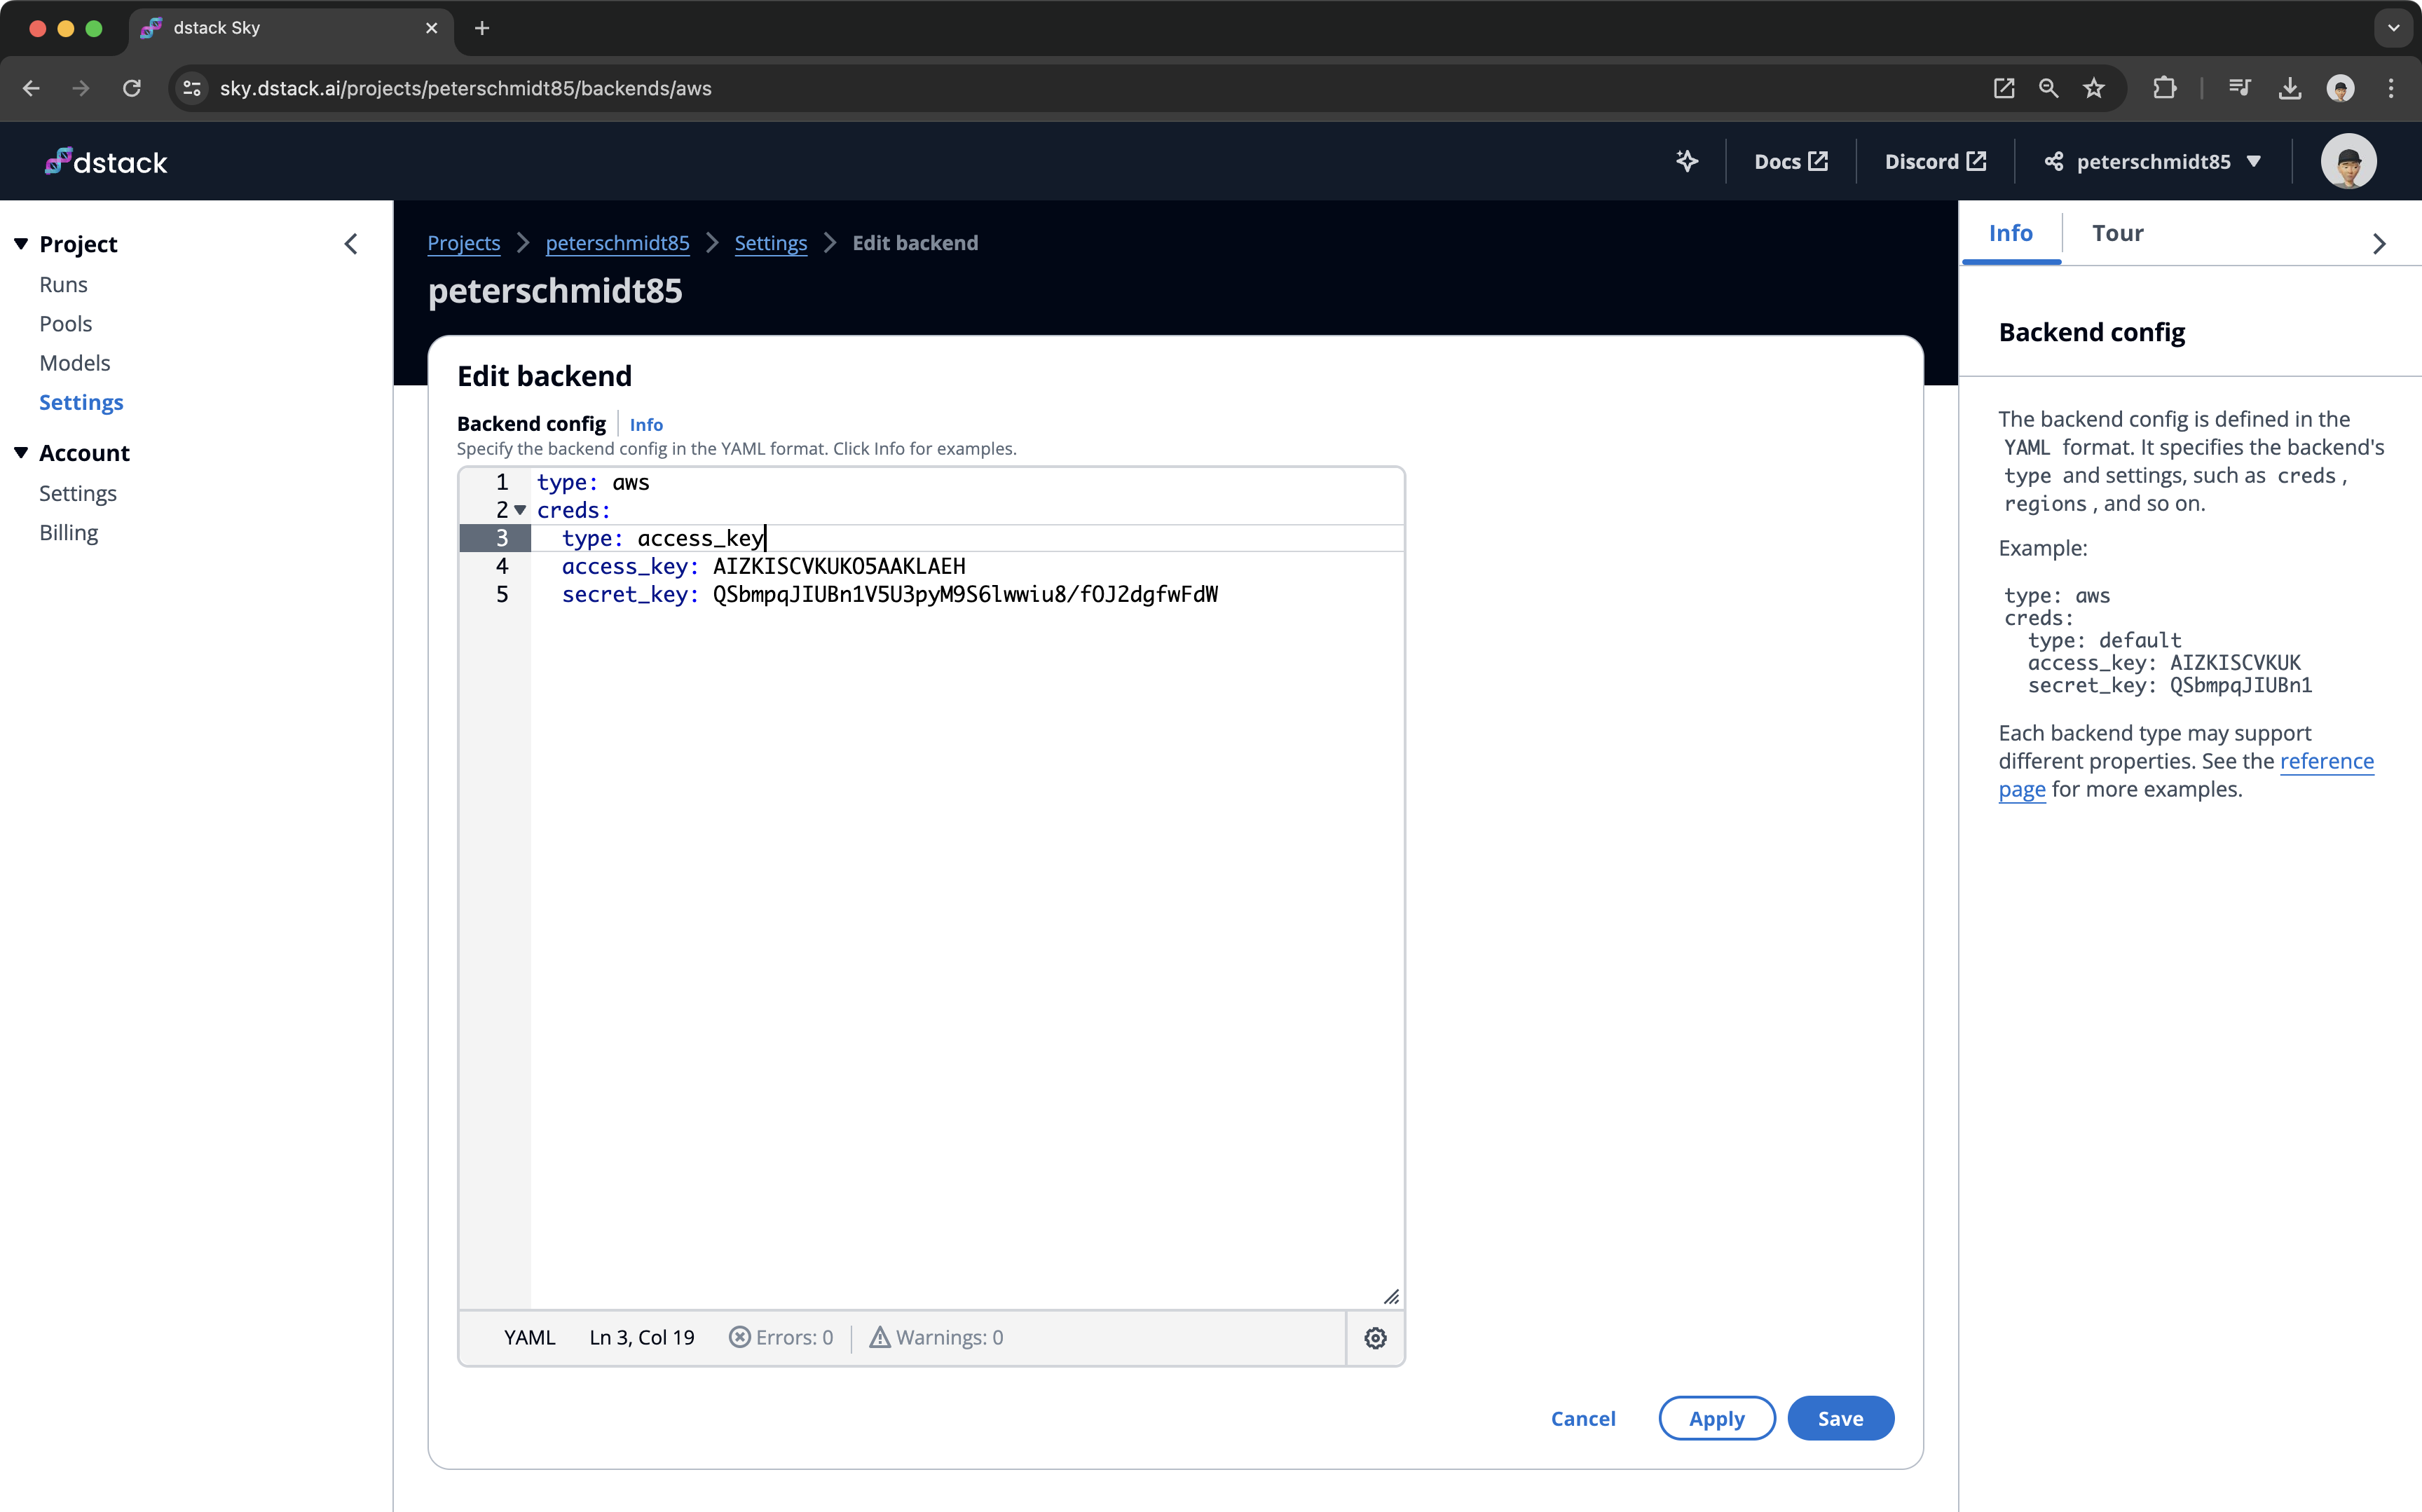 dstack Sky
sky.dstack.ai/projects/peterschmidt85/backends/aws
dstack
Docs
Discord
peterschmidt85
Project
Runs
Pools
Models
Settings
Account
Settings
Billing
Projects > peterschmidt85 > Settings > Edit backend
peterschmidt85
Edit backend
Backend config Info
Specify the backend config in the YAML format. Click Info for examples.
1 type: aws
2 creds:
3 type: access_key
4 access_key: AIZKISCVKUKO5AAKLAEH
5 secret_key: QSbmpqJIUBn1V5U3pyM9S6lwwiu8/fOJ2dgfwFdW
YAML Ln 3, Col 19 Errors: 0 Warnings: 0
Cancel Apply Save
Info Tour
Backend config
The backend config is defined in the
YAML format. It specifies the backend's
type and settings, such as creds,
regions, and so on.
Example:
type: aws
creds:
type: default
access_key: AIZKISCVKUK
secret_key: QSbmpqJIUBn1
Each backend type may support
different properties. See the reference
page for more examples.